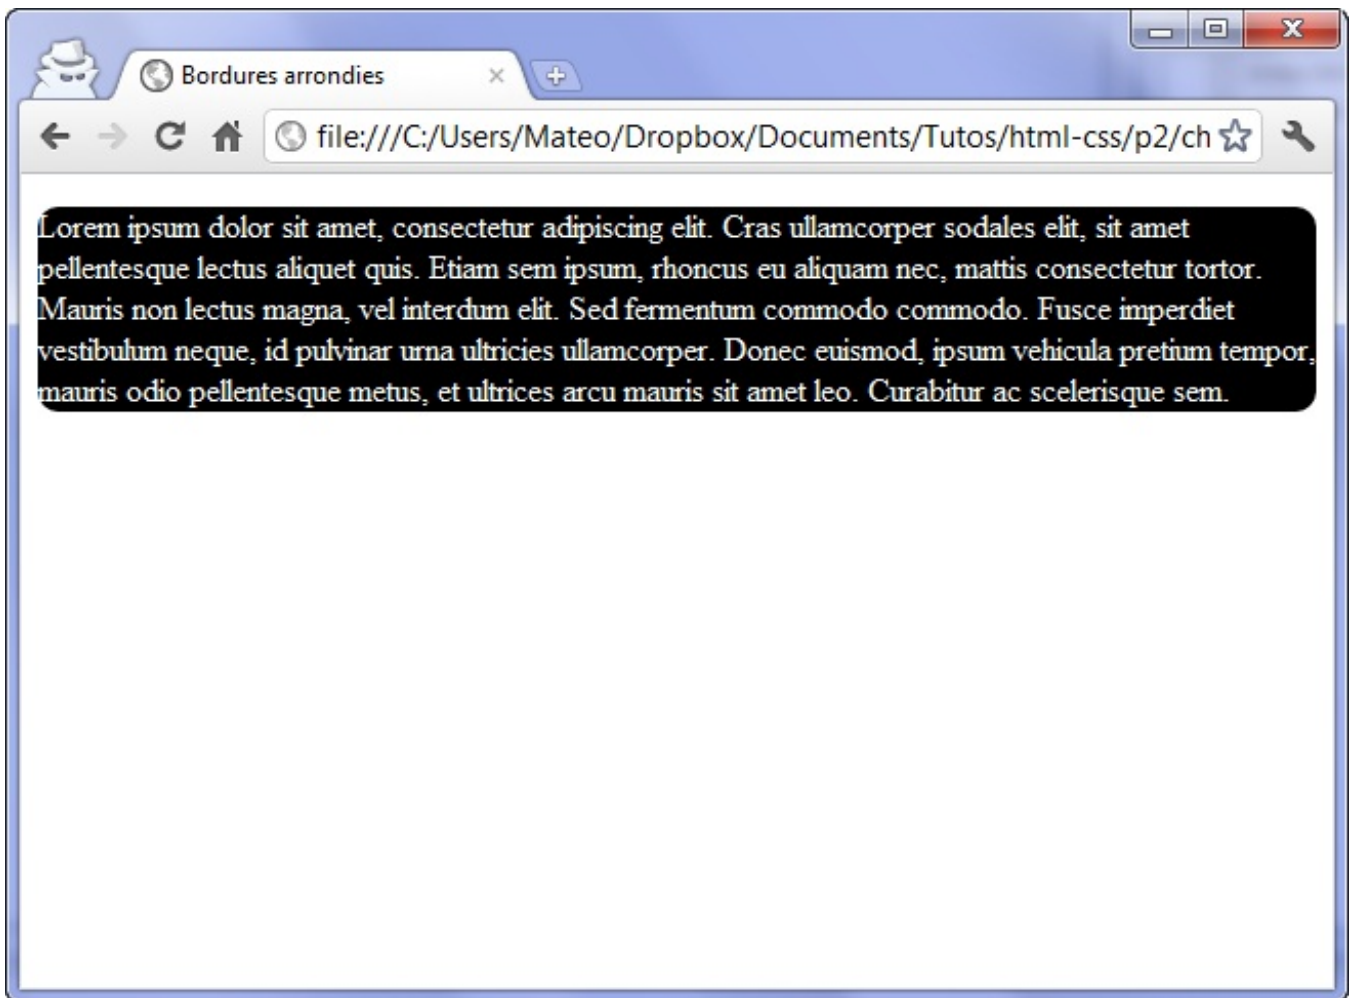 Bordures arrondies
file:///C:/Users/Mateo/Dropbox/Documents/Tutos/html-css/p2/ch
Lorem ipsum dolor sit amet, consectetur adipiscing elit. Cras ullamcorper sodales elit, sit amet
pellentesque lectus aliquet quis. Etiam sem ipsum, rhoncus eu aliquam nec, mattis consectetur tortor.
Mauris non lectus magna, vel interdum elit. Sed fermentum commodo commodo. Fusce imperdiet
vestibulum neque, id pulvinar urna ultricies ullamcorper. Donec euismod, ipsum vehicula pretium tempor,
mauris odio pellentesque metus, et ultrices arcu mauris sit amet leo. Curabitur ac scelerisque sem.